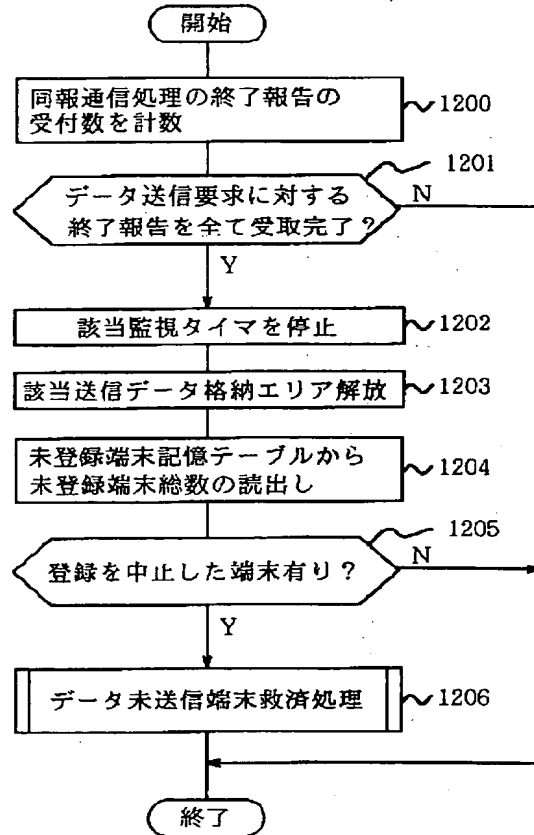 開始
同報通信処理の終了報告の
受付数を計数
1200
1201
データ送信要求に対する
終了報告を全て受取完了?
N
Y
該当監視タイマを停止
1202
該当送信データ格納エリア解放
1203
未登録端末記憶テーブルから
未登録端末総数の読出し
1204
1205
登録を中止した端末有り?
N
Y
データ未送信端末救済処理
1206
終了